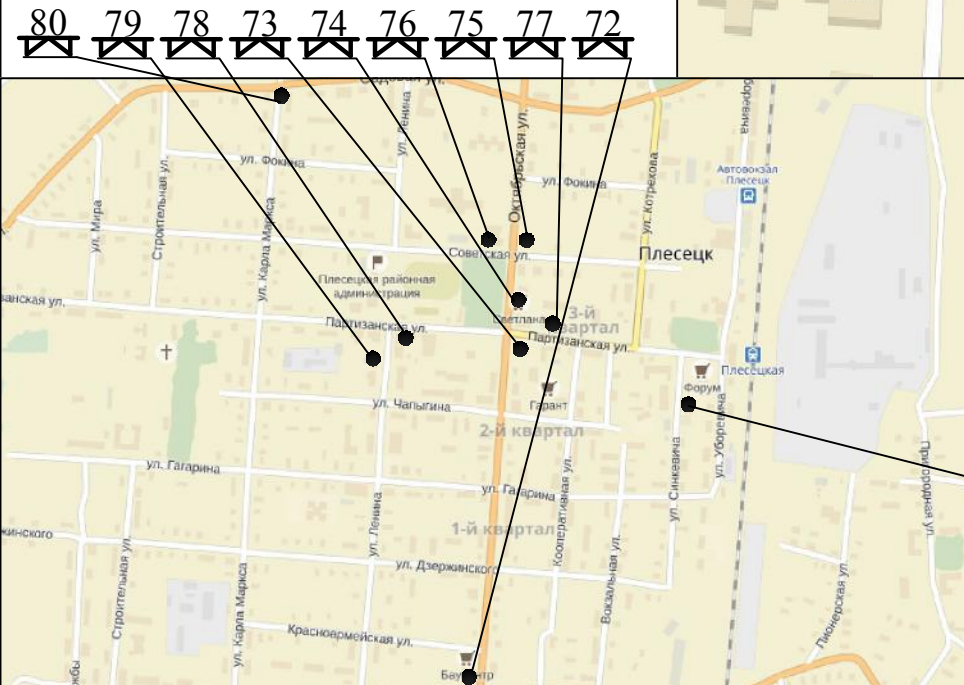 80 79 78 73 74 76 75 77 72
Садовая ул.
ул. Ленина
Октябрьская ул.
ул. Фокина
ул. Фокина
ул. Котрехова
Автовокзал
Плесецк
ул. Мира
Строительная ул.
ул. Карла Маркса
Советская ул.
Плесецк
Плесецкая районная
администрация
занская ул.
Партизанская ул.
Светлана
3-й
квартал
Партизанская ул.
Плесецкая
Форум
Гарант
ул. Чапыгина
2-й квартал
ул. Уборевича
ул. Гагарина
ул. Гагарина
ул. Синкевича
Пригородная ул.
1-й квартал
Кооперативная ул.
ул. Ленина
жинского
ул. Дзержинского
Строительная ул.
ул. Карла Маркса
Вокзальная ул.
Пионерская ул.
Красноармейская ул.